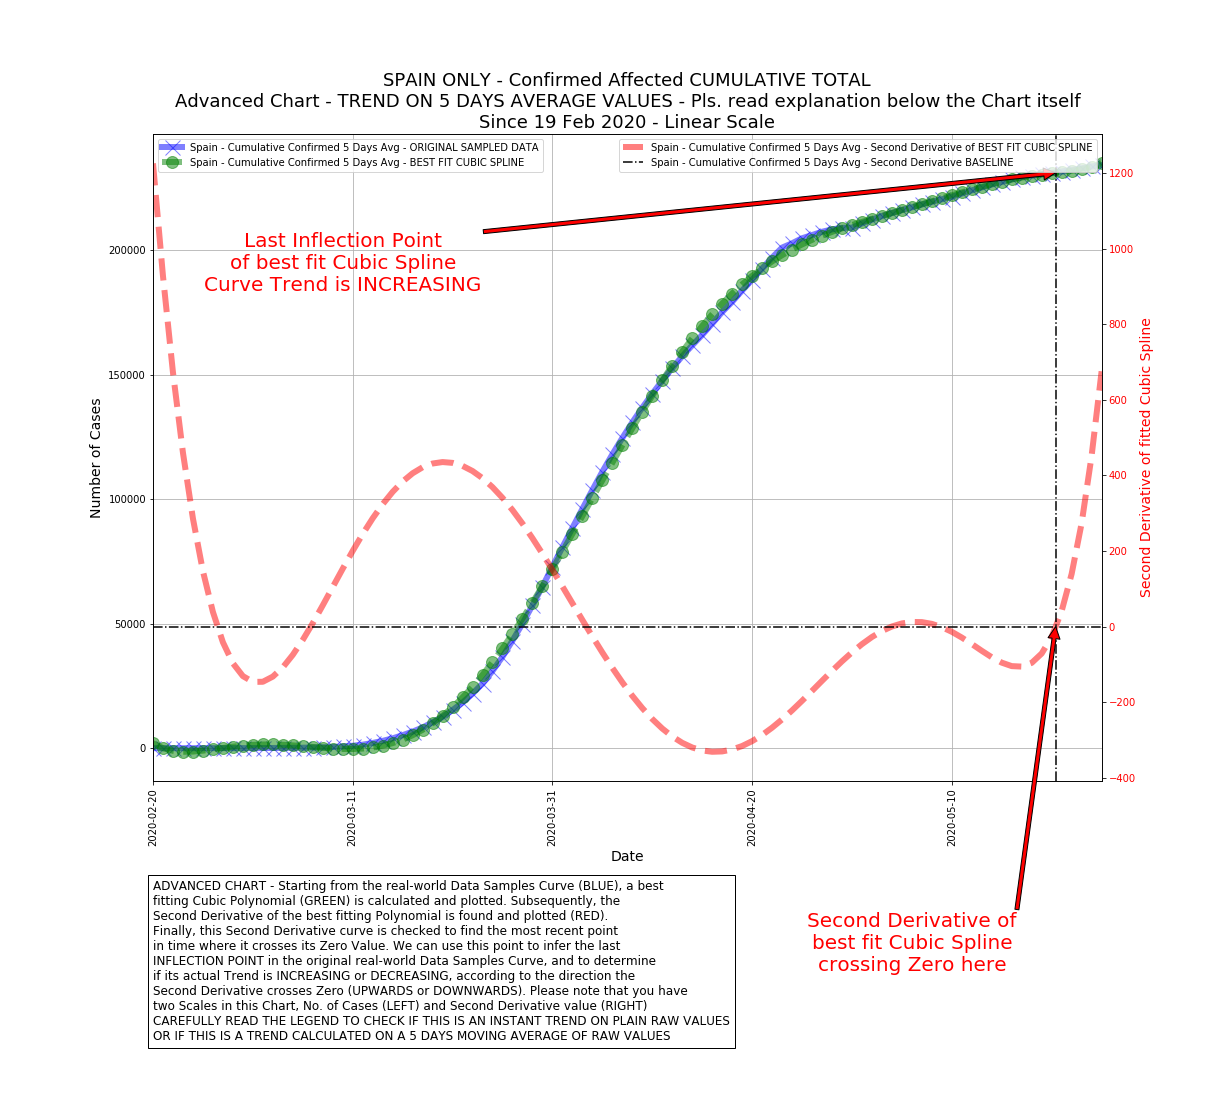 SPAIN ONLY - Confirmed Affected CUMULATIVE TOTAL
Advanced Chart - TREND ON 5 DAYS AVERAGE VALUES - Pls. read explanation below the Chart itself
Since 19 Feb 2020 - Linear Scale
Spain - Cumulative Confirmed 5 Days Avg - ORIGINAL SAMPLED DATA
Spain - Cumulative Confirmed 5 Days Avg - BEST FIT CUBIC SPLINE
Spain - Cumulative Confirmed 5 Days Avg - Second Derivative of BEST FIT CUBIC SPLINE
Spain - Cumulative Confirmed 5 Days Avg - Second Derivative BASELINE
Last Inflection Point
of best fit Cubic Spline
Curve Trend is INCREASING
Number of Cases
200000
150000
100000
50000
0
1200
1000
800
600
400
200
0
−200
−400
Second Derivative of fitted Cubic Spline
2020-02-20
2020-03-11
2020-03-31
2020-04-20
2020-05-10
Date
ADVANCED CHART - Starting from the real-world Data Samples Curve (BLUE), a best
fitting Cubic Polynomial (GREEN) is calculated and plotted. Subsequently, the
Second Derivative of the best fitting Polynomial is found and plotted (RED).
Finally, this Second Derivative curve is checked to find the most recent point
in time where it crosses its Zero Value. We can use this point to infer the last
INFLECTION POINT in the original real-world Data Samples Curve, and to determine
if its actual Trend is INCREASING or DECREASING, according to the direction the
Second Derivative crosses Zero (UPWARDS or DOWNWARDS). Please note that you have
two Scales in this Chart, No. of Cases (LEFT) and Second Derivative value (RIGHT)
CAREFULLY READ THE LEGEND TO CHECK IF THIS IS AN INSTANT TREND ON PLAIN RAW VALUES
OR IF THIS IS A TREND CALCULATED ON A 5 DAYS MOVING AVERAGE OF RAW VALUES
Second Derivative of
best fit Cubic Spline
crossing Zero here